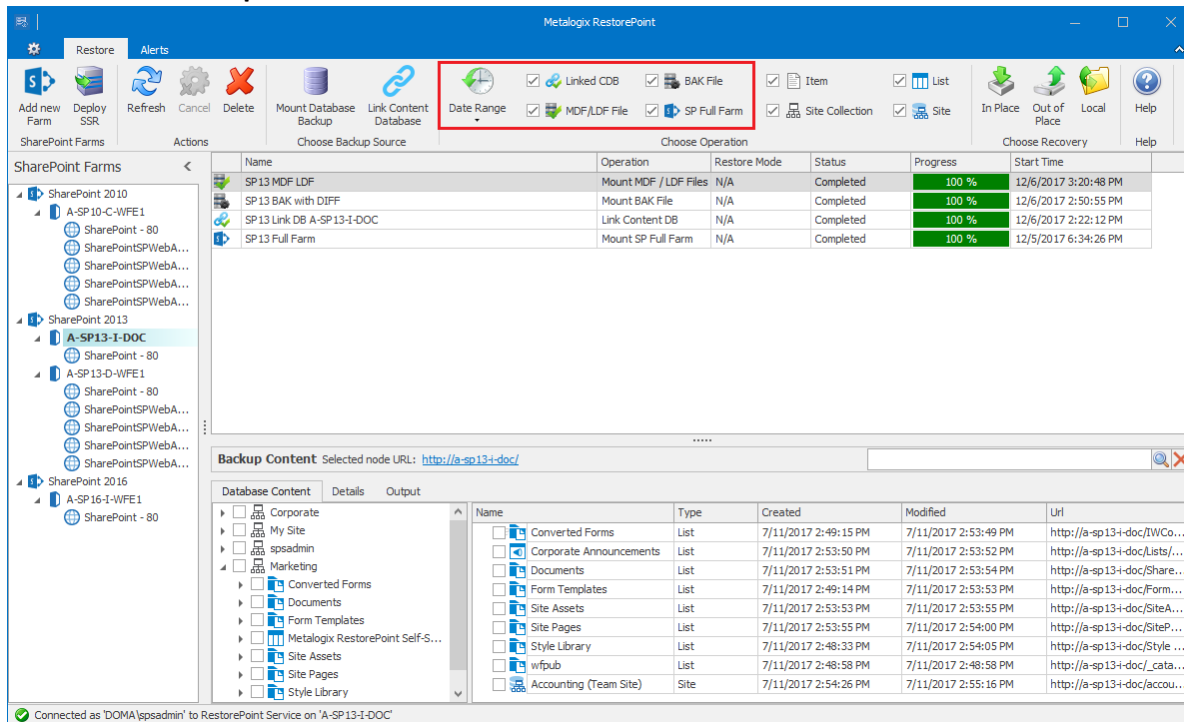 Metalogix RestorePoint
Restore Alerts
Linked CDB BAK File Item List
Add new Farm Deploy SSR Refresh Cancel Delete Mount Database Backup Link Content Database Date Range In Place Out of Place Local Help
MDF/LDF File SP Full Farm Site Collection Site
SharePoint Farms Actions Choose Backup Source Choose Operation Choose Recovery Help
SharePoint Farms
SharePoint 2010
A-SP10-C-WFE1
SharePoint - 80
SharePointSPWebA...
SharePointSPWebA...
SharePointSPWebA...
SharePointSPWebA...
SharePoint 2013
A-SP13-I-DOC
SharePoint - 80
A-SP13-D-WFE1
SharePoint - 80
SharePointSPWebA...
SharePointSPWebA...
SharePointSPWebA...
SharePointSPWebA...
SharePoint 2016
A-SP16-I-WFE1
SharePoint - 80
Name Operation Restore Mode Status Progress Start Time
SP13 MDF LDF Mount MDF / LDF Files N/A Completed 100 % 12/6/2017 3:20:48 PM
SP13 BAK with DIFF Mount BAK File N/A Completed 100 % 12/6/2017 2:50:55 PM
SP13 Link DB A-SP13-I-DOC Link Content DB N/A Completed 100 % 12/6/2017 2:22:12 PM
SP13 Full Farm Mount SP Full Farm N/A Completed 100 % 12/5/2017 6:34:26 PM
Backup Content Selected node URL: http://a-sp13-i-doc/
Database Content Details Output
Corporate
My Site
spsadmin
Marketing
Converted Forms
Documents
Form Templates
Metalogix RestorePoint Self-S...
Site Assets
Site Pages
Style Library
Name Type Created Modified Url
Converted Forms List 7/11/2017 2:49:15 PM 7/11/2017 2:53:49 PM http://a-sp13-i-doc/IWCo...
Corporate Announcements List 7/11/2017 2:53:50 PM 7/11/2017 2:53:52 PM http://a-sp13-i-doc/Lists/...
Documents List 7/11/2017 2:53:51 PM 7/11/2017 2:53:54 PM http://a-sp13-i-doc/Share...
Form Templates List 7/11/2017 2:49:14 PM 7/11/2017 2:53:53 PM http://a-sp13-i-doc/Form...
Site Assets List 7/11/2017 2:53:53 PM 7/11/2017 2:53:55 PM http://a-sp13-i-doc/SiteA...
Site Pages List 7/11/2017 2:53:55 PM 7/11/2017 2:54:00 PM http://a-sp13-i-doc/SiteP...
Style Library List 7/11/2017 2:48:33 PM 7/11/2017 2:54:05 PM http://a-sp13-i-doc/Style ...
wfpub List 7/11/2017 2:48:58 PM 7/11/2017 2:48:58 PM http://a-sp13-i-doc/_cata...
Accounting (Team Site) Site 7/11/2017 2:54:26 PM 7/11/2017 2:55:16 PM http://a-sp13-i-doc/accou...
Connected as 'DOMA\spsadmin' to RestorePoint Service on 'A-SP13-I-DOC'